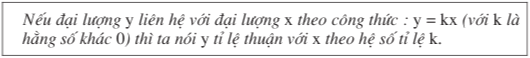 Nếu đại lượng y liên hệ với đại lượng x theo công thức : y = kx (với k là
hằng số khác 0) thì ta nói y tỉ lệ thuận với x theo hệ số tỉ lệ k.